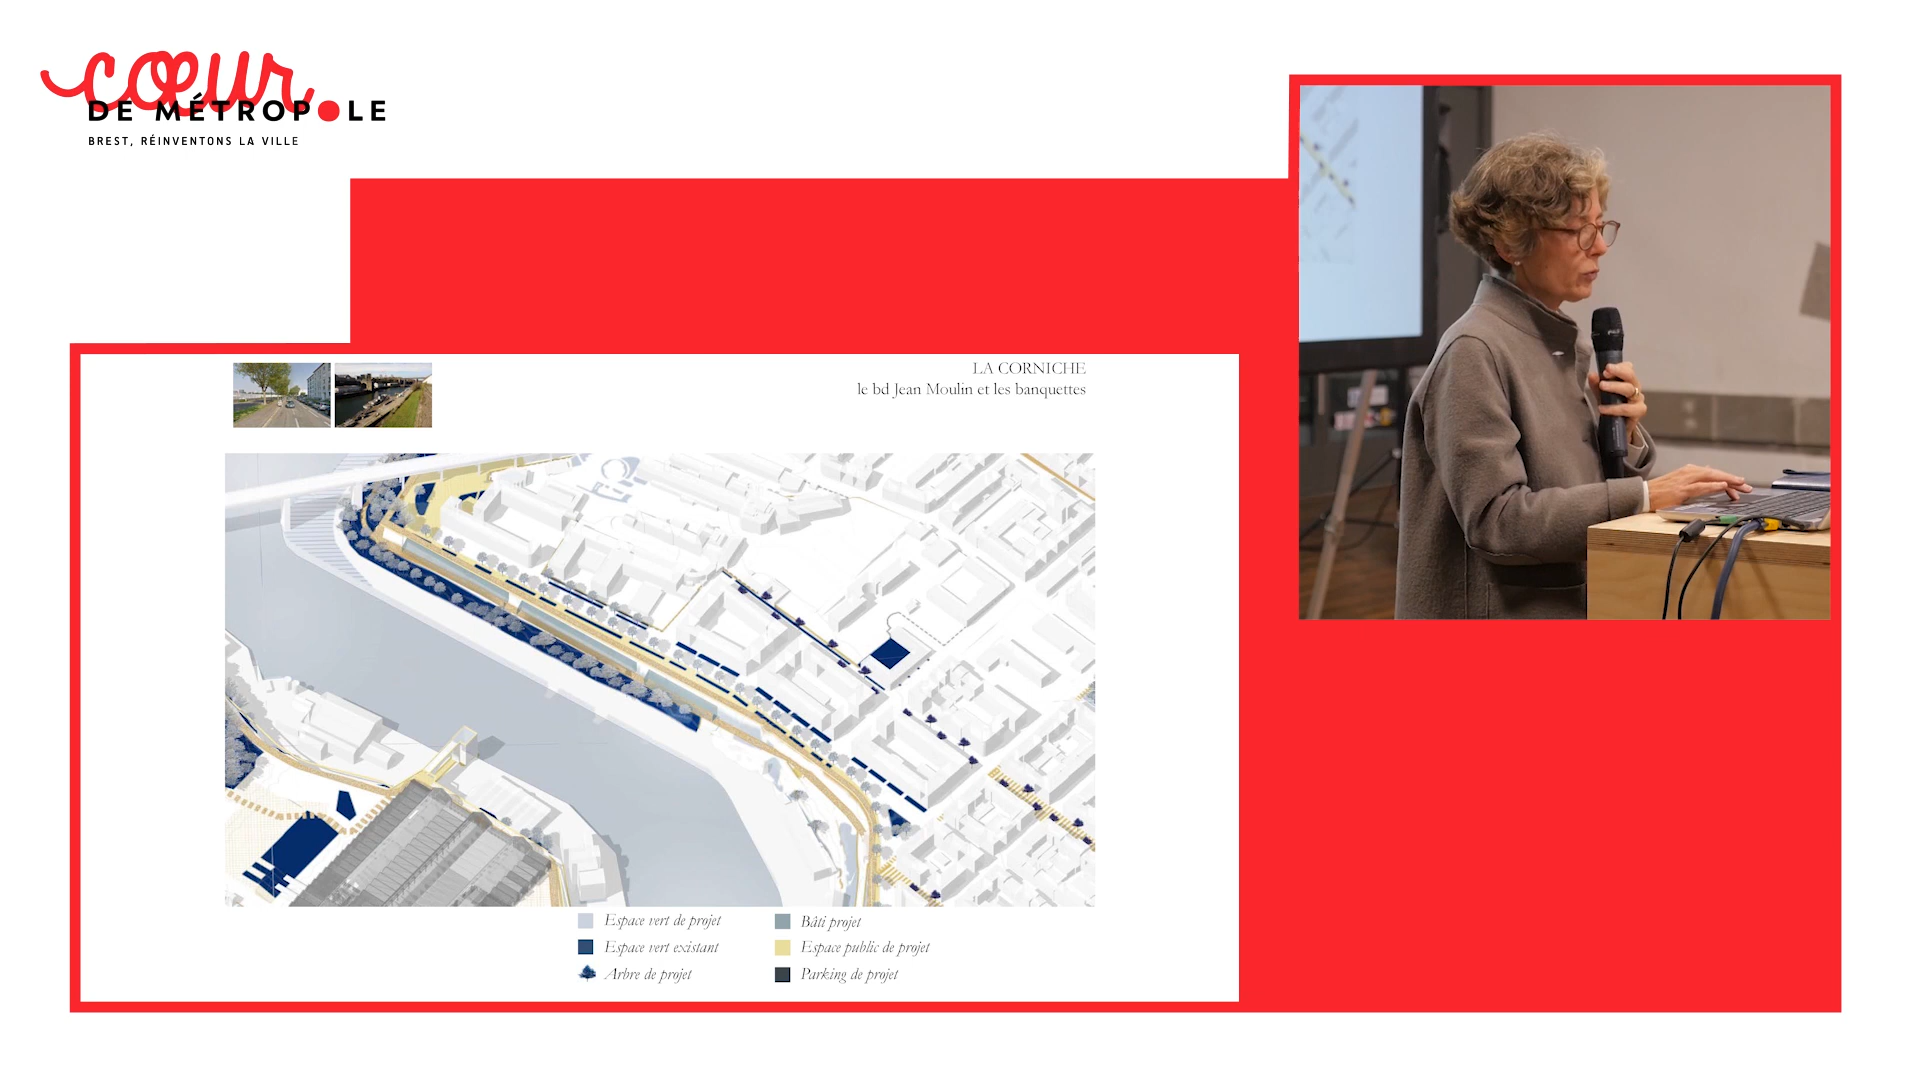 cœur
DE MÉTROPOLE
BREST, RÉINVENTONS LA VILLE
LA CORNICHE
le bd Jean Moulin et les banquettes
Espace vert de projet
Espace vert existant
Arbre de projet
Bâti projet
Espace public de projet
Parking de projet